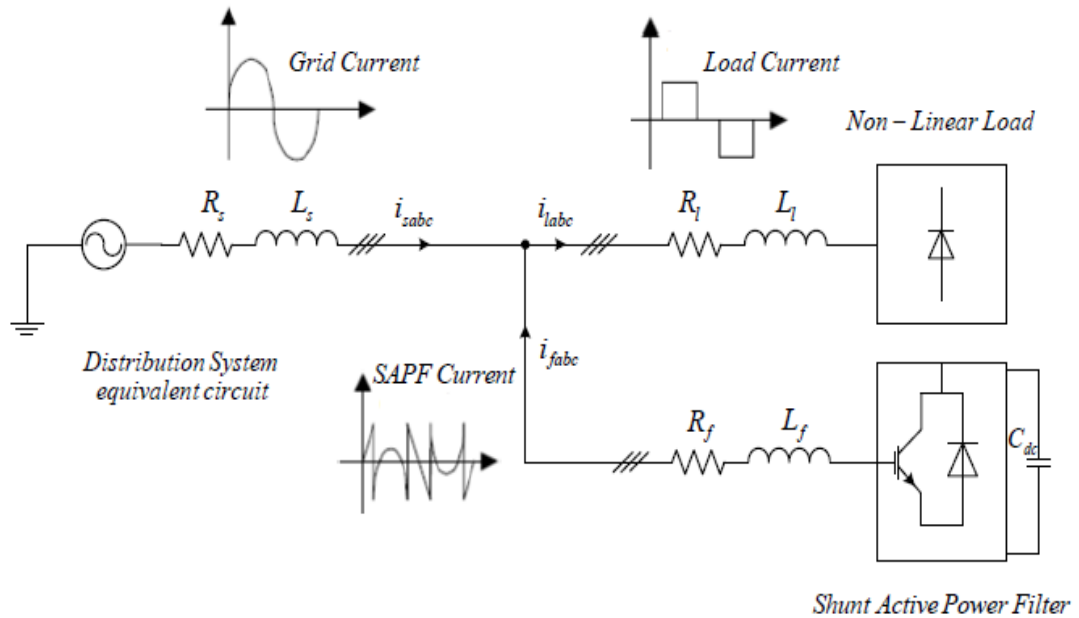 Grid Current
Load Current
Non – Linear Load
R_s
L_s
i_sabc
i_labc
R_l
L_l
Distribution System
equivalent circuit
SAPF Current
i_fabc
R_f
L_f
C_dc
Shunt Active Power Filter